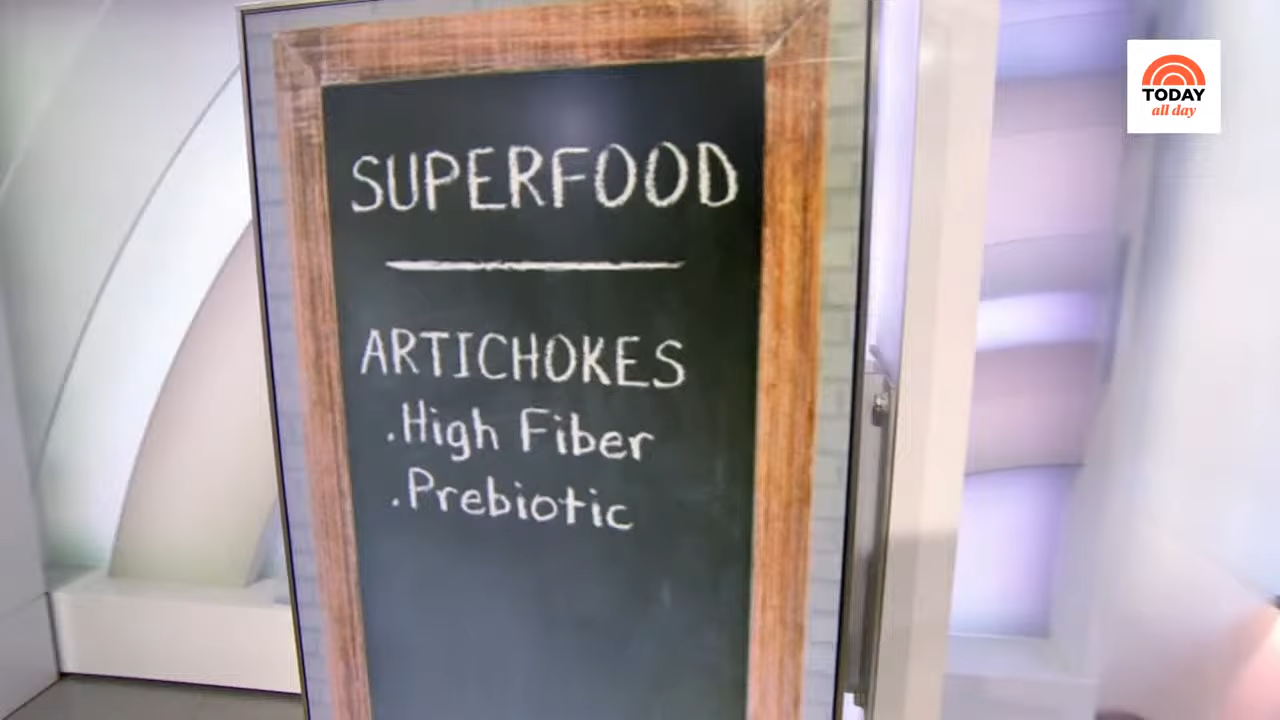 SUPERFOOD
ARTICHOKES
.High Fiber
.Prebiotic
TODAY
all day